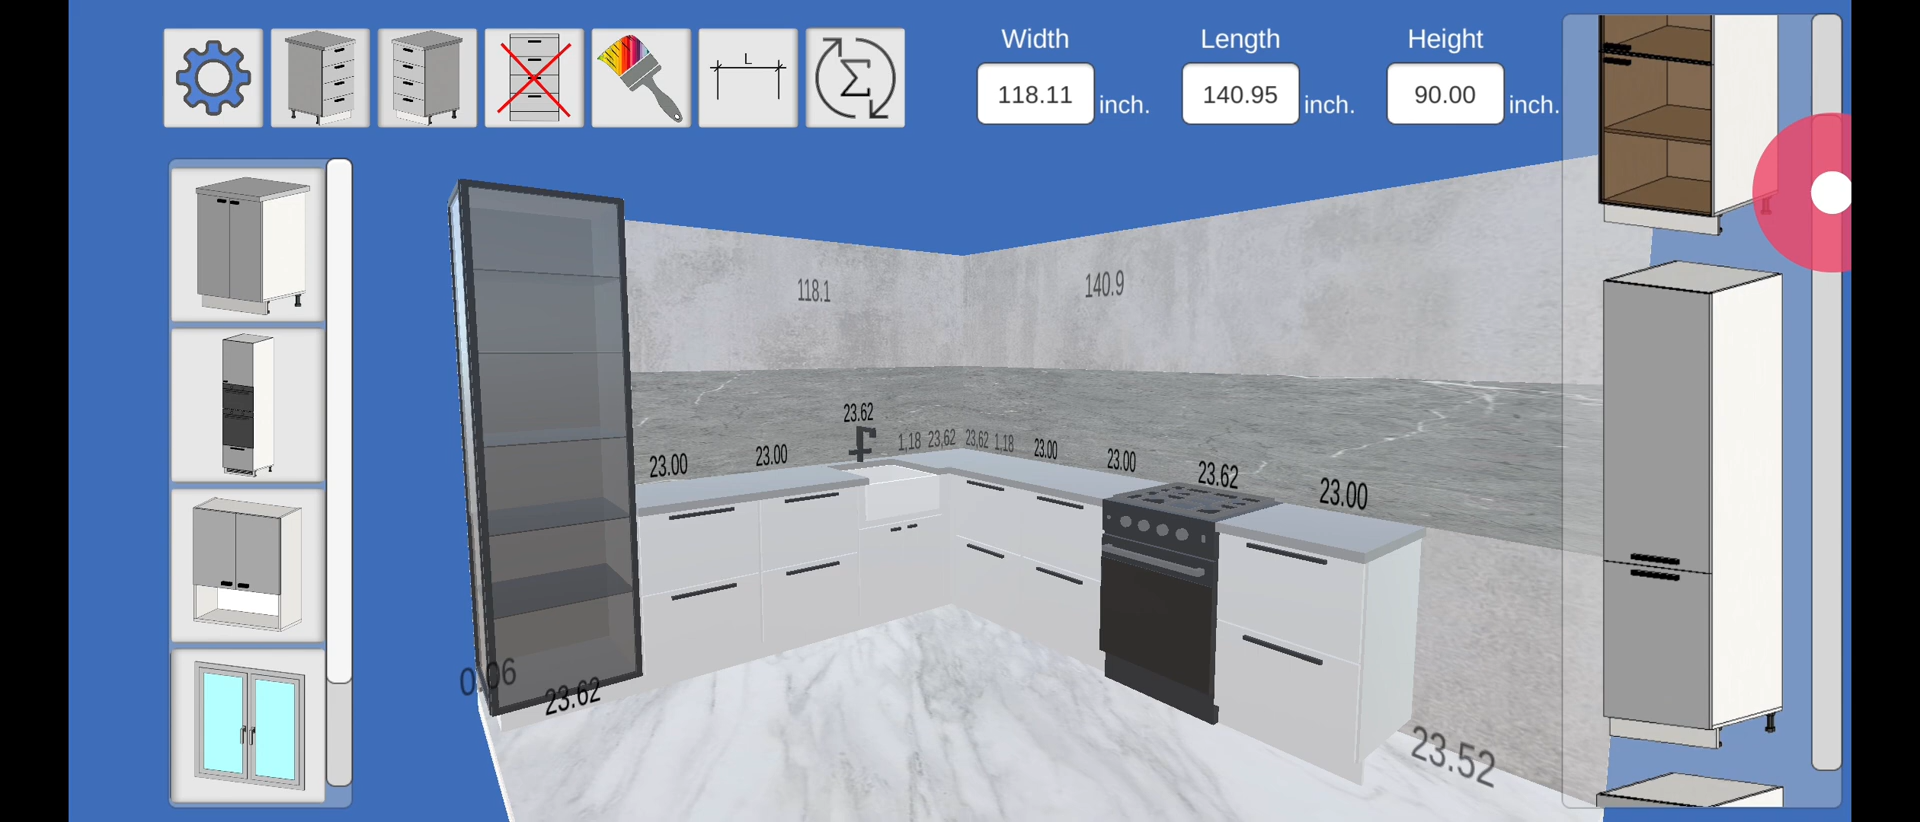 Width
Length
Height
L
Σ
118.11 inch.
140.95 inch.
90.00 inch.
118.1
140.9
23.62
23.00
23.00
1,18
23,62
23,62
1,18
23.00
23.00
23.62
23.00
0.06
23.62
23.52